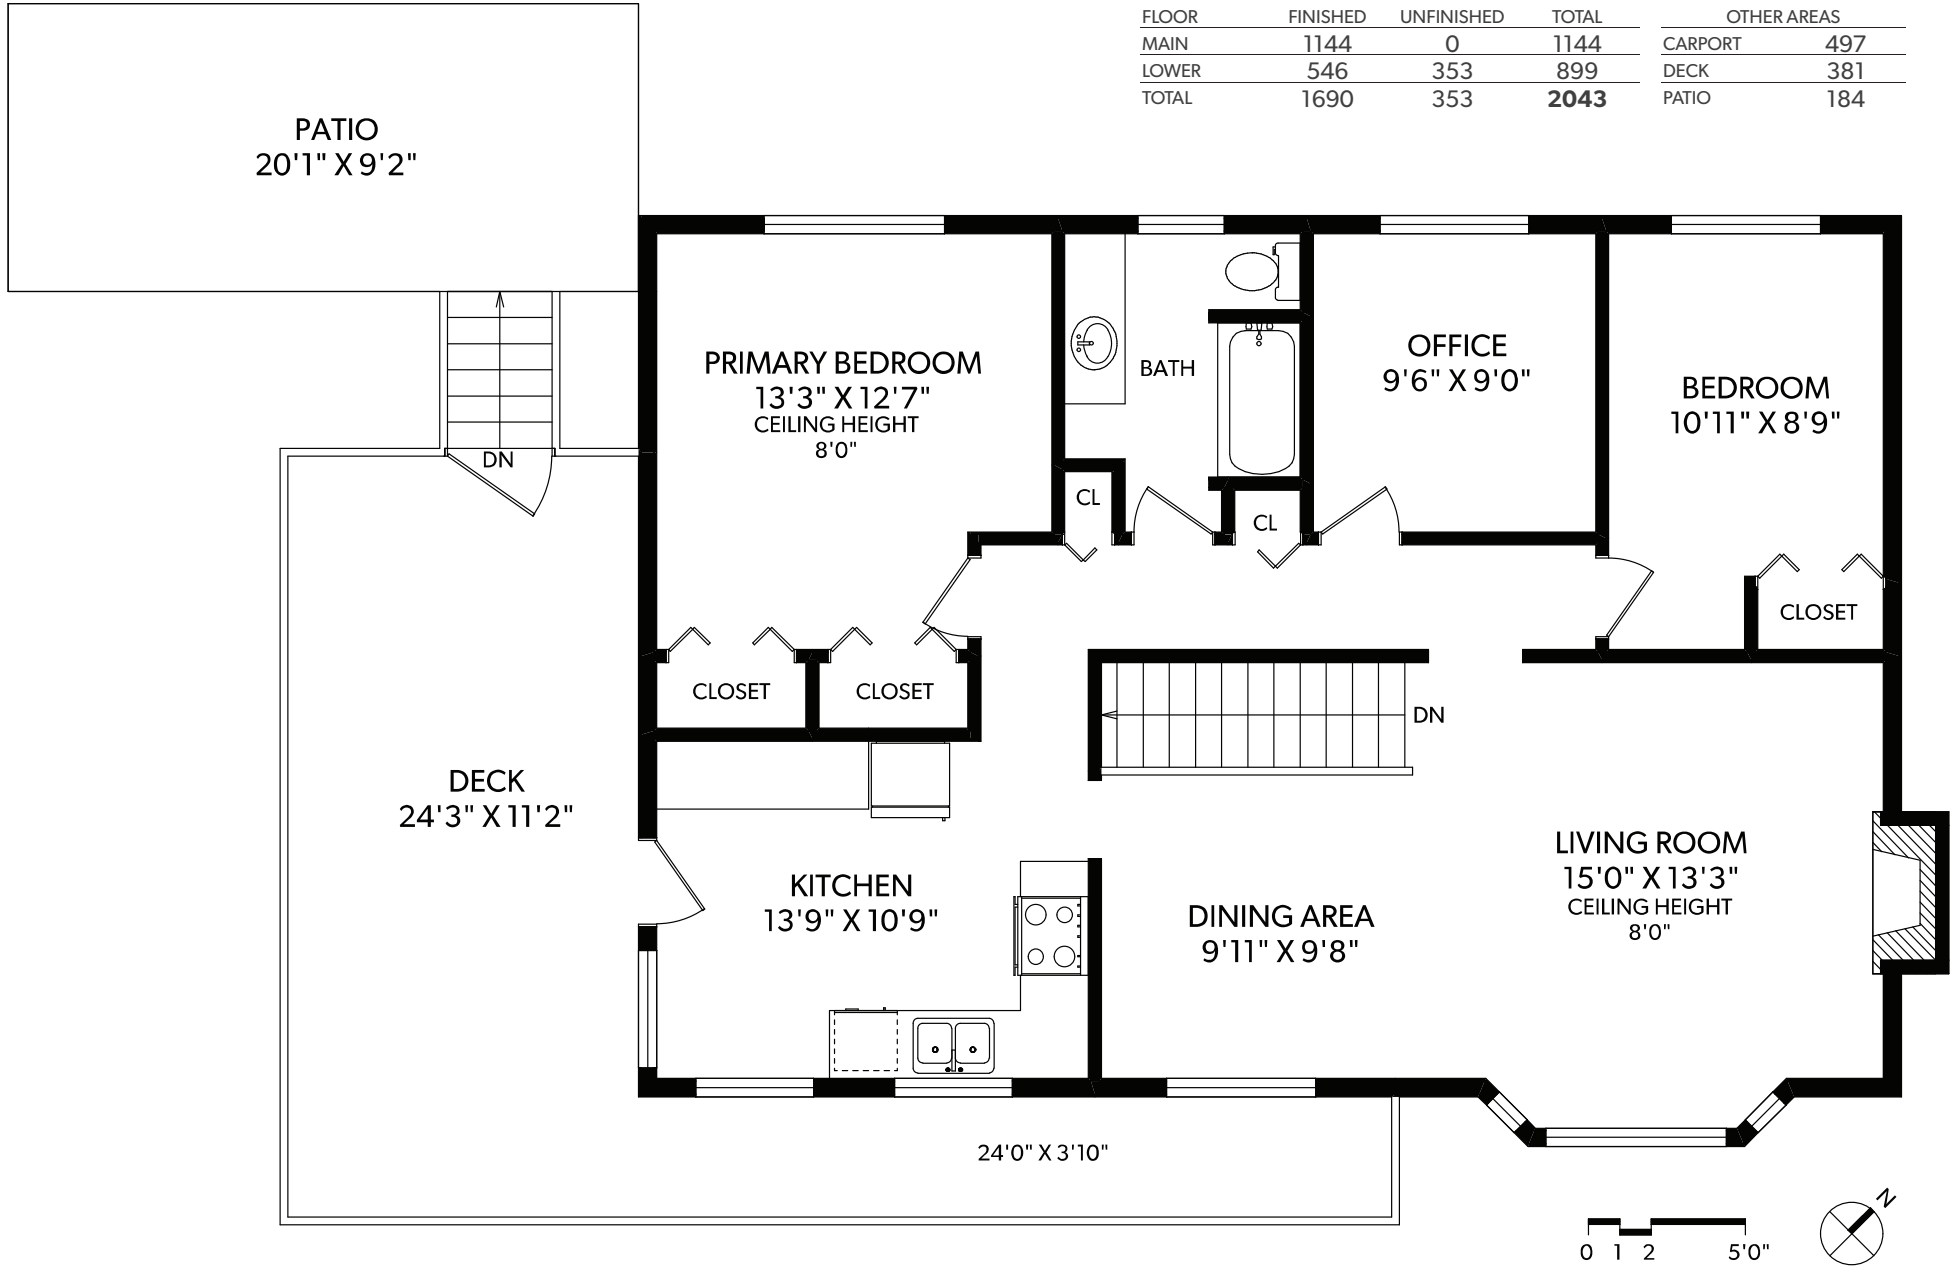 FLOOR FINISHED UNFINISHED TOTAL
MAIN 1144 0 1144
LOWER 546 353 899
TOTAL 1690 353 2043
OTHER AREAS
CARPORT 497
DECK 381
PATIO 184
PATIO
20'1" X 9'2"
PRIMARY BEDROOM
13'3" X 12'7"
CEILING HEIGHT
8'0"
BATH
OFFICE
9'6" X 9'0"
BEDROOM
10'11" X 8'9"
DN
CL
CL
CLOSET
CLOSET
CLOSET
DN
DECK
24'3" X 11'2"
KITCHEN
13'9" X 10'9"
DINING AREA
9'11" X 9'8"
LIVING ROOM
15'0" X 13'3"
CEILING HEIGHT
8'0"
24'0" X 3'10"
0 1 2 5'0"
N